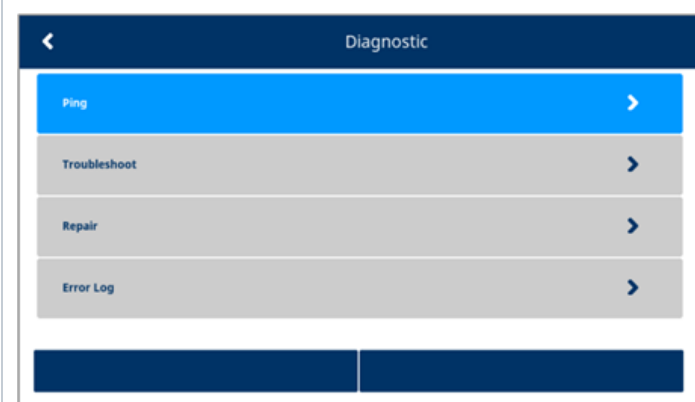 Diagnostic
Ping
Troubleshoot
Repair
Error Log